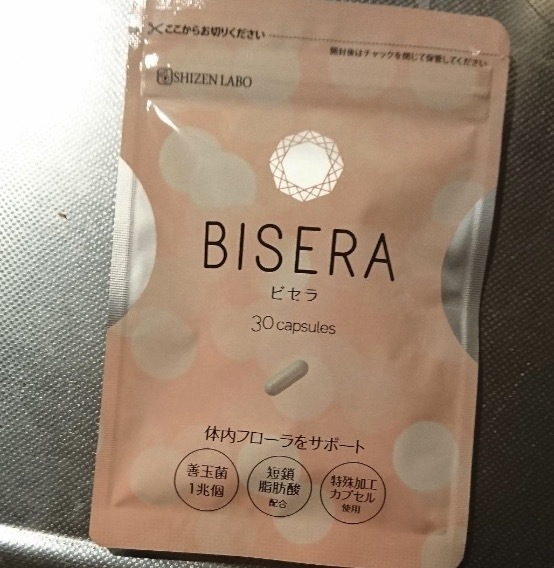 ここからお切りください
開封後はチャックを閉じて保管してください
SHIZEN LABO
BISERA
ビセラ
30 capsules
体内フローラをサポート
善玉菌
1兆個
短鎖
脂肪酸
配合
特殊加工
カプセル
使用